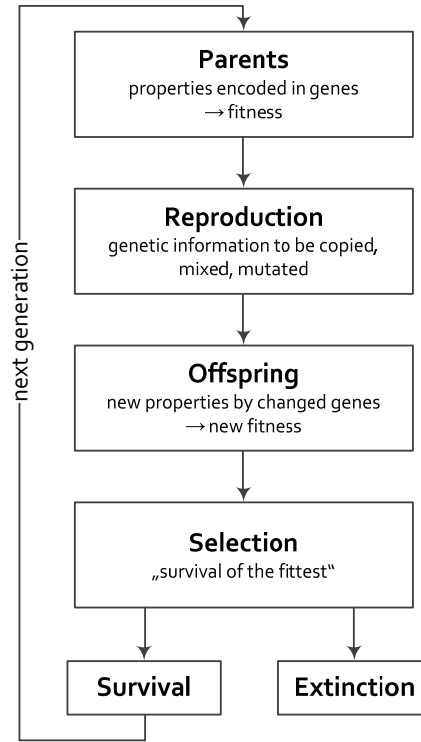 Parents
properties encoded in genes
→ fitness
Reproduction
genetic information to be copied,
mixed, mutated
Offspring
new properties by changed genes
→ new fitness
Selection
„survival of the fittest“
Survival
Extinction
next generation